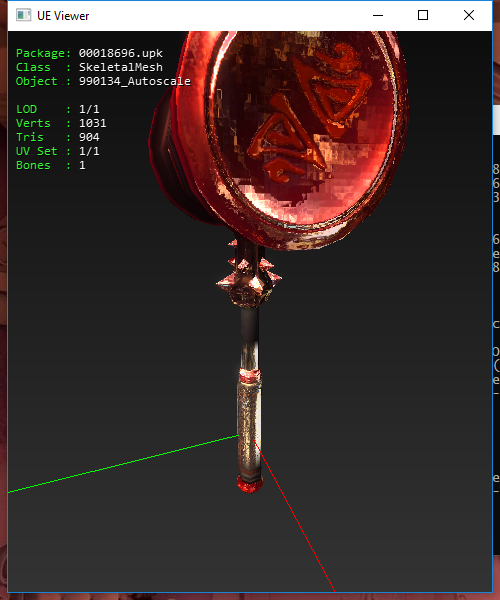 UE Viewer
Package: 00018696.upk
Class : SkeletalMesh
Object : 990134_Autoscale
LOD : 1/1
Verts : 1031
Tris : 904
UV Set : 1/1
Bones : 1